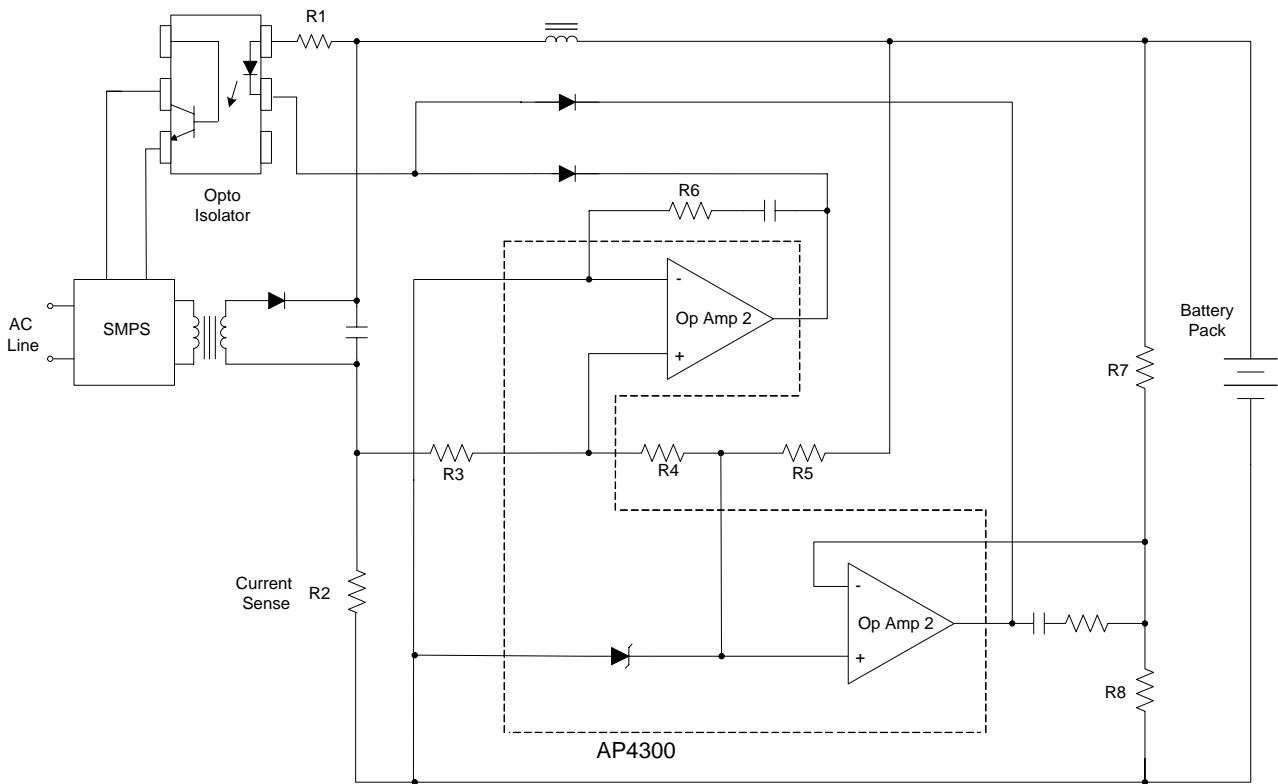 R1
Opto
Isolator
R6
-
Op Amp 2
+
AC
Line
SMPS
Battery
Pack
R7
R3
R4
R5
Current
Sense
R2
-
Op Amp 2
+
R8
AP4300